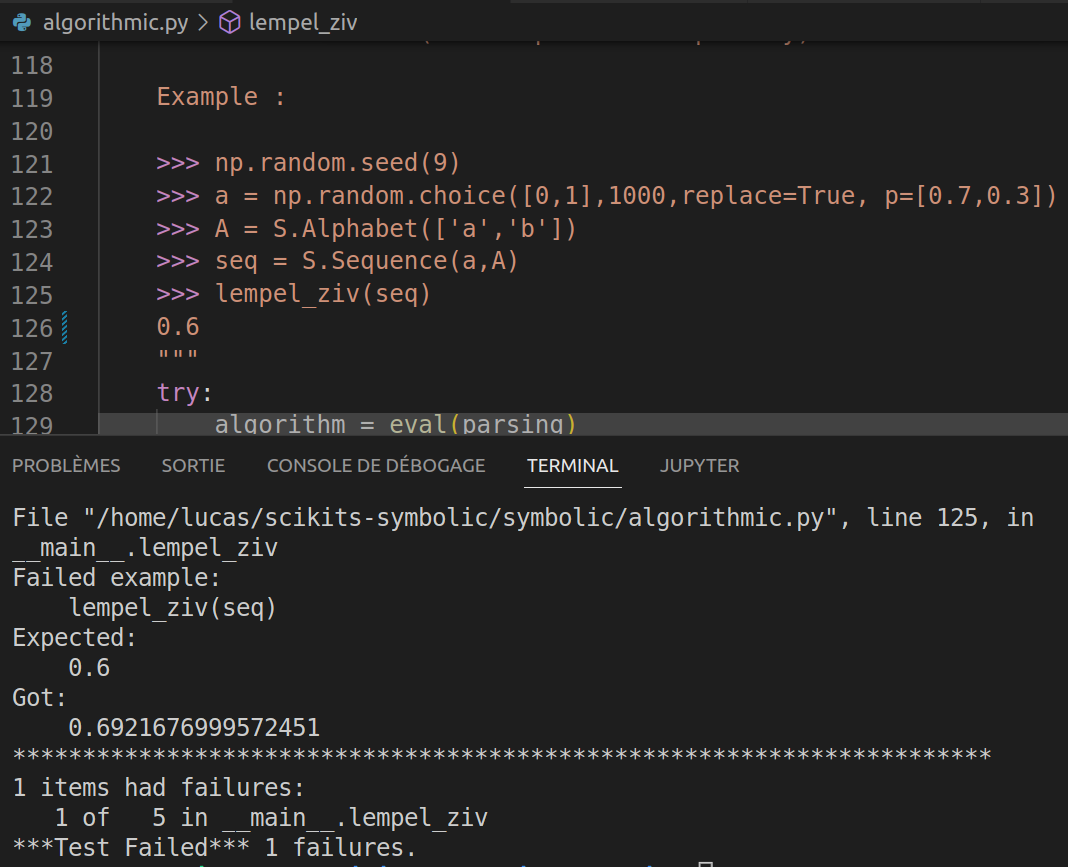 algorithmic.py > lempel_ziv
118
119 Example :
120
121 >>> np.random.seed(9)
122 >>> a = np.random.choice([0,1],1000,replace=True, p=[0.7,0.3])
123 >>> A = S.Alphabet(['a','b'])
124 >>> seq = S.Sequence(a,A)
125 >>> lempel_ziv(seq)
126 0.6
127 """
128 try:
129 algorithm = eval(parsing)
PROBLÈMES SORTIE CONSOLE DE DÉBOGAGE TERMINAL JUPYTER
File "/home/lucas/scikits-symbolic/symbolic/algorithmic.py", line 125, in
__main__.lempel_ziv
Failed example:
    lempel_ziv(seq)
Expected:
    0.6
Got:
    0.6921676999572451
**********************************************************************
1 items had failures:
   1 of   5 in __main__.lempel_ziv
***Test Failed*** 1 failures.